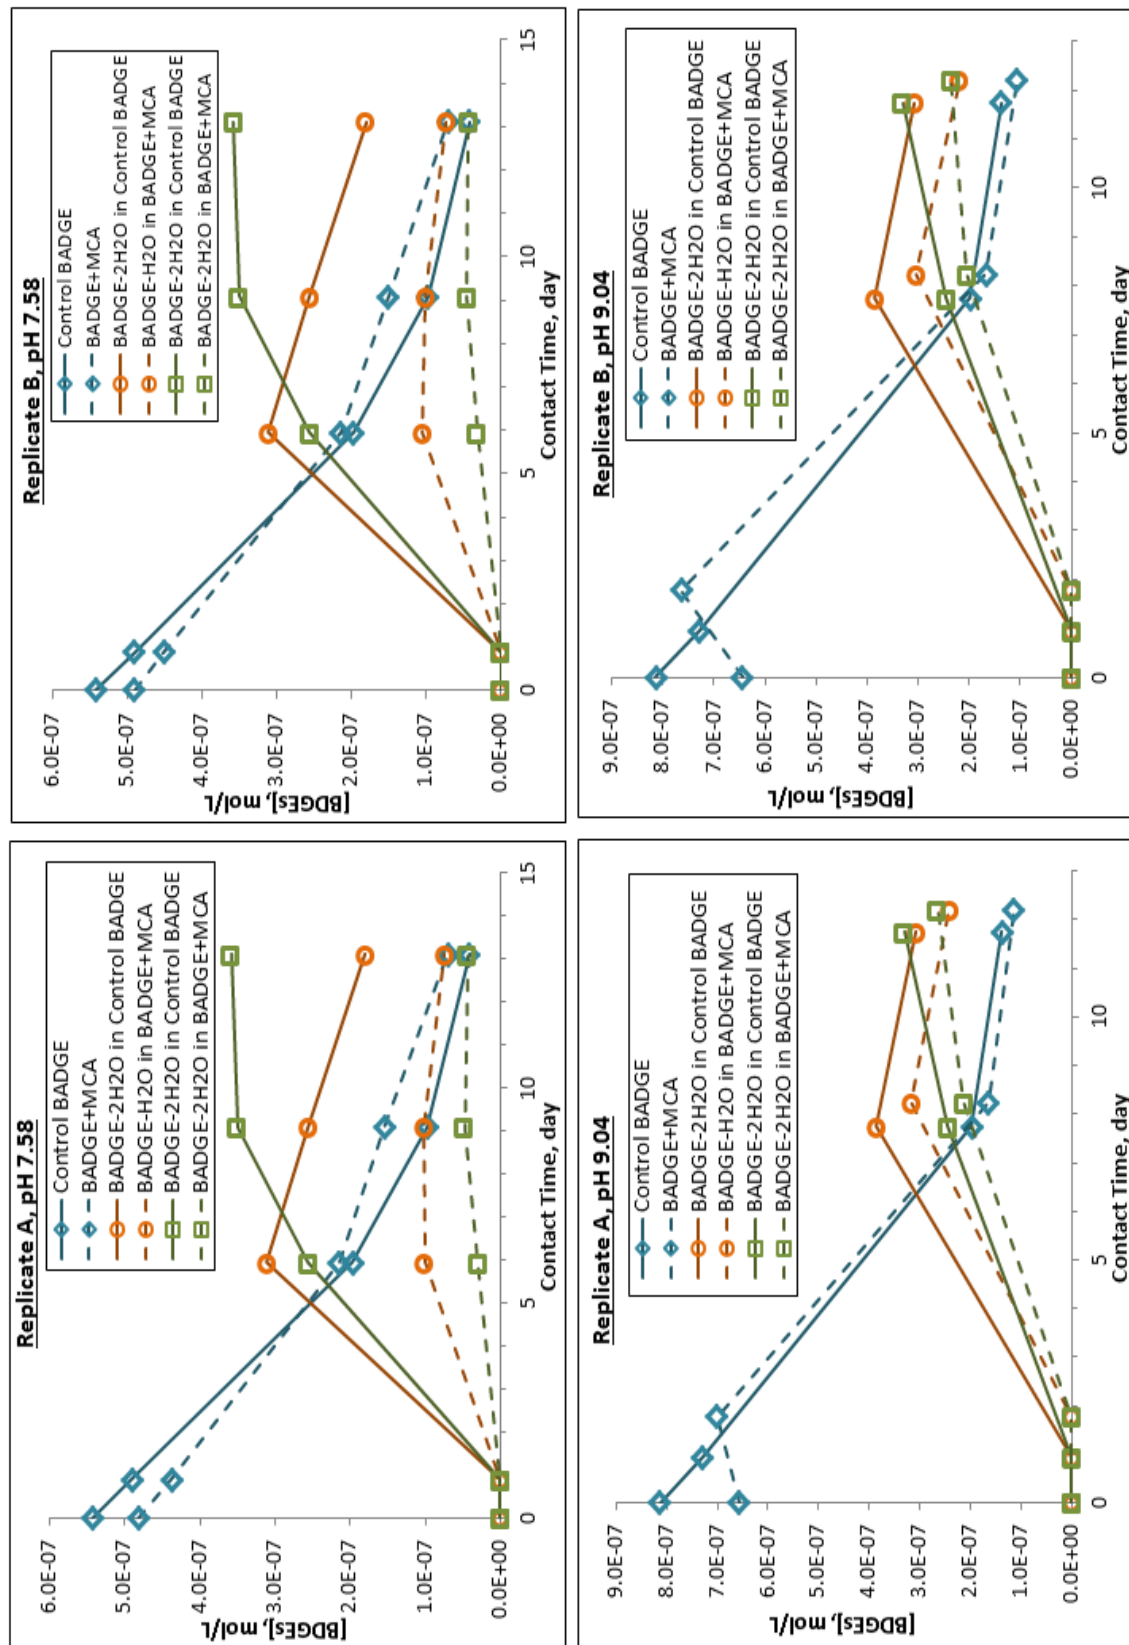 Replicate A, pH 7.58
[BDGEs], mol/L
6.0E-07
5.0E-07
4.0E-07
3.0E-07
2.0E-07
1.0E-07
0.0E+00
Control BADGE
BADGE+MCA
BADGE-2H2O in Control BADGE
BADGE-H2O in BADGE+MCA
BADGE-2H2O in Control BADGE
BADGE-2H2O in BADGE+MCA
0
5
10
15
Contact Time, day
Replicate B, pH 7.58
[BDGEs], mol/L
6.0E-07
5.0E-07
4.0E-07
3.0E-07
2.0E-07
1.0E-07
0.0E+00
Control BADGE
BADGE+MCA
BADGE-2H2O in Control BADGE
BADGE-H2O in BADGE+MCA
BADGE-2H2O in Control BADGE
BADGE-2H2O in BADGE+MCA
0
5
10
15
Contact Time, day
Replicate A, pH 9.04
[BDGEs], mol/L
9.0E-07
8.0E-07
7.0E-07
6.0E-07
5.0E-07
4.0E-07
3.0E-07
2.0E-07
1.0E-07
0.0E+00
Control BADGE
BADGE+MCA
BADGE-2H2O in Control BADGE
BADGE-H2O in BADGE+MCA
BADGE-2H2O in Control BADGE
BADGE-2H2O in BADGE+MCA
0
5
10
Contact Time, day
Replicate B, pH 9.04
[BDGEs], mol/L
9.0E-07
8.0E-07
7.0E-07
6.0E-07
5.0E-07
4.0E-07
3.0E-07
2.0E-07
1.0E-07
0.0E+00
Control BADGE
BADGE+MCA
BADGE-2H2O in Control BADGE
BADGE-H2O in BADGE+MCA
BADGE-2H2O in Control BADGE
BADGE-2H2O in BADGE+MCA
0
5
10
Contact Time, day